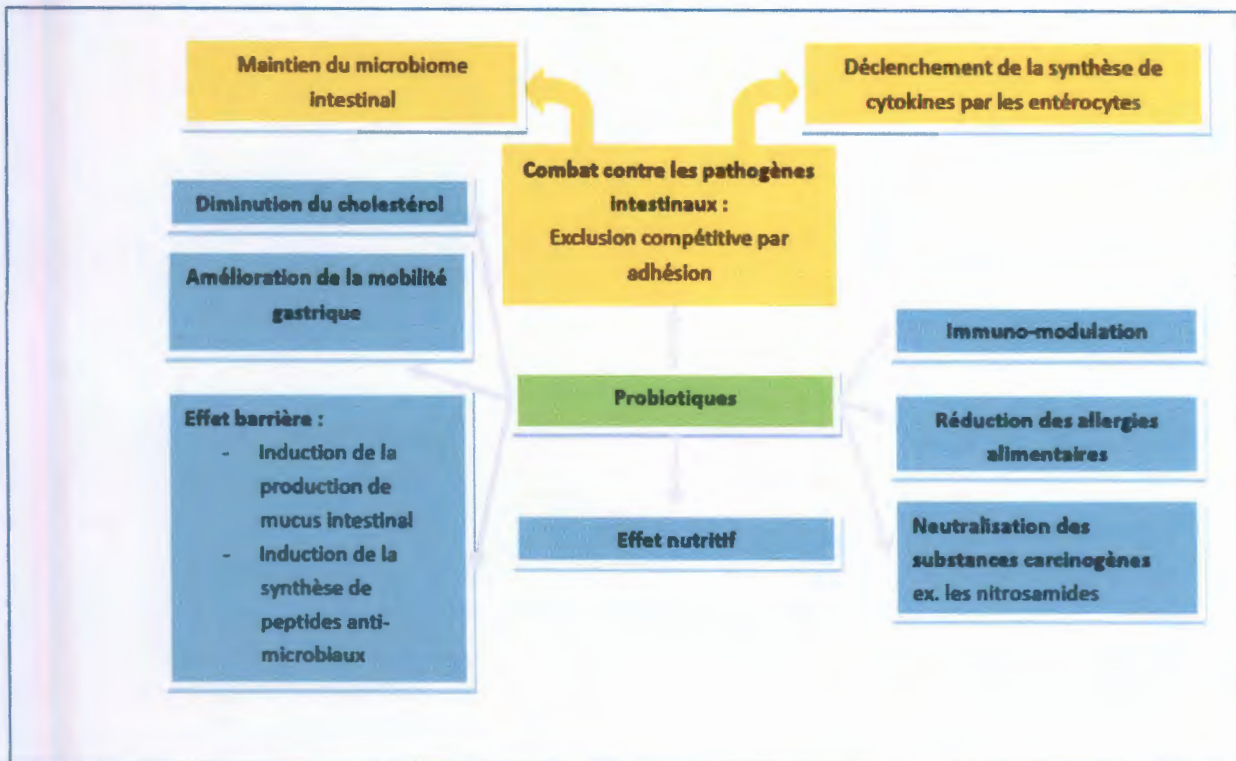 Maintien du microbiome
intestinal
Déclenchement de la synthèse de
cytokines par les entérocytes
Combat contre les pathogènes
intestinaux :
Exclusion compétitive par
adhésion
Diminution du cholestérol
Amélioration de la mobilité
gastrique
Effet barrière :
- Induction de la
production de
mucus intestinal
- Induction de la
synthèse de
peptides anti-
microbiaux
Probiotiques
Effet nutritif
Immuno-modulation
Réduction des allergies
alimentaires
Neutralisation des
substances carcinogènes
ex. les nitrosamides